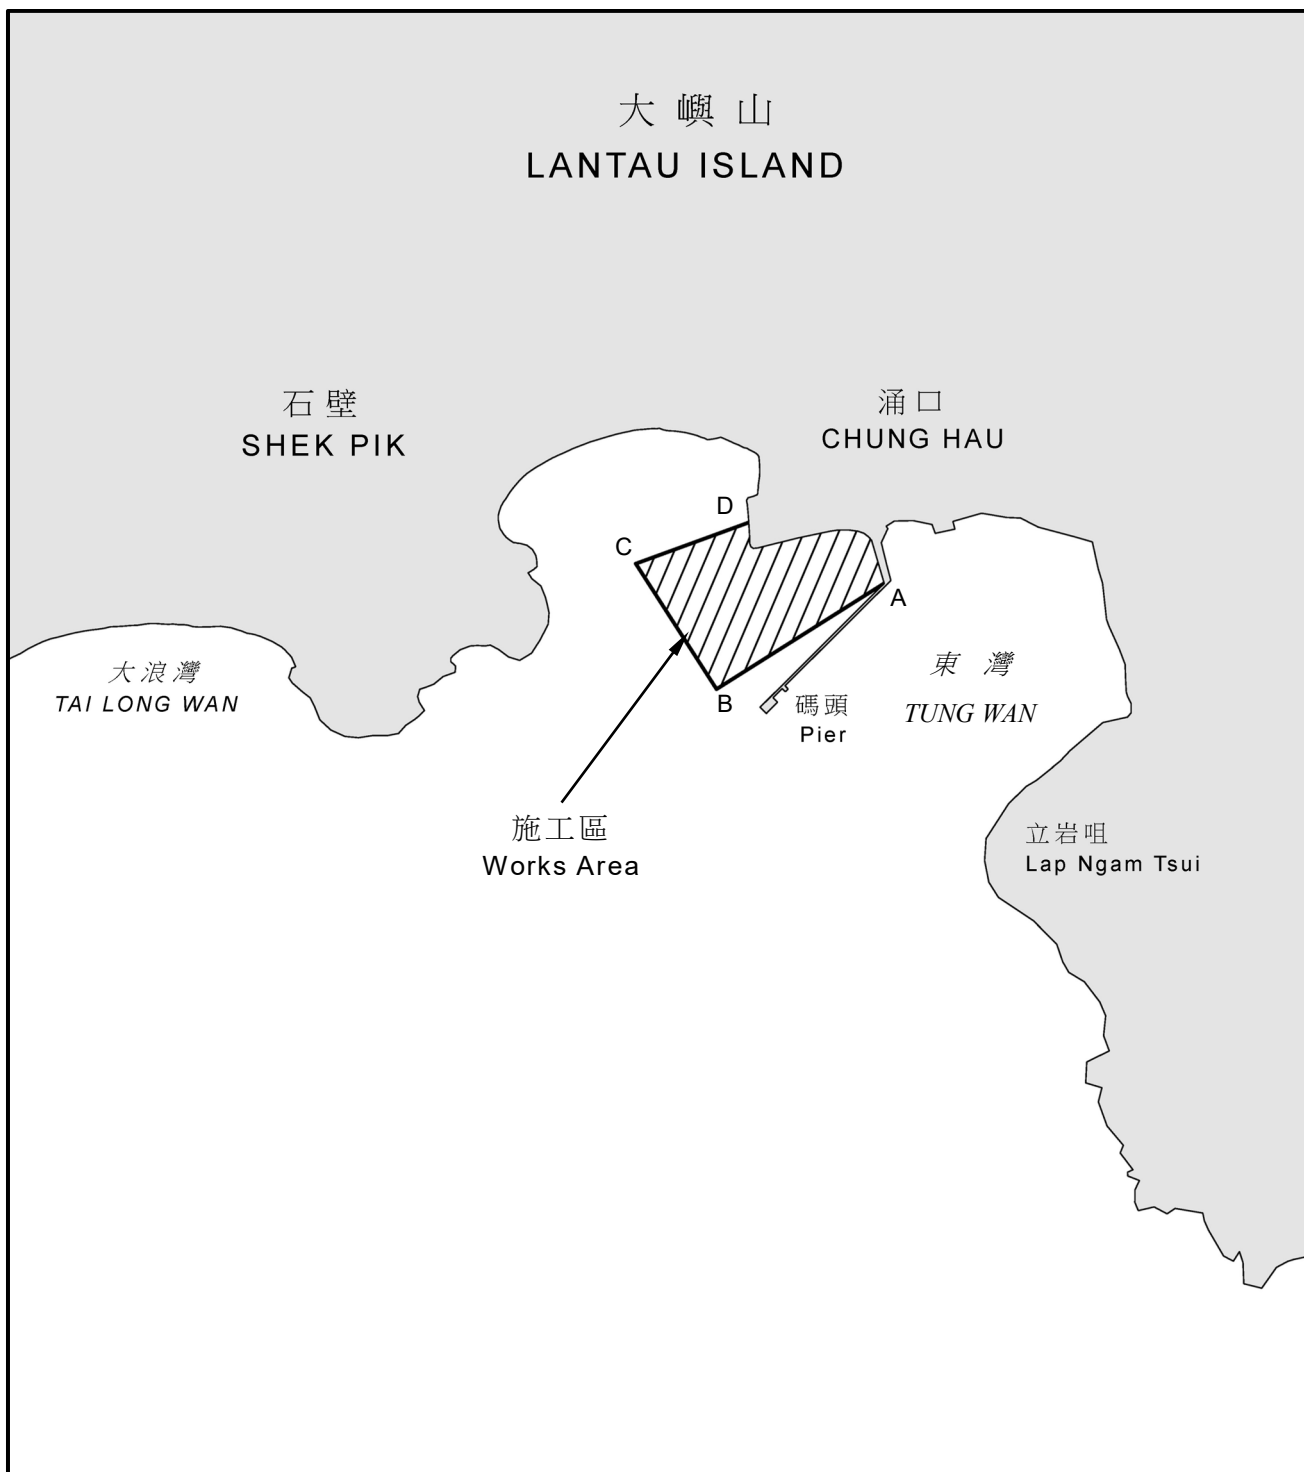 大嶼山
LANTAU ISLAND
石壁
SHEK PIK
涌口
CHUNG HAU
D
C
A
B
大浪灣
TAI LONG WAN
東灣
TUNG WAN
碼頭
Pier
施工區
Works Area
立岩咀
Lap Ngam Tsui